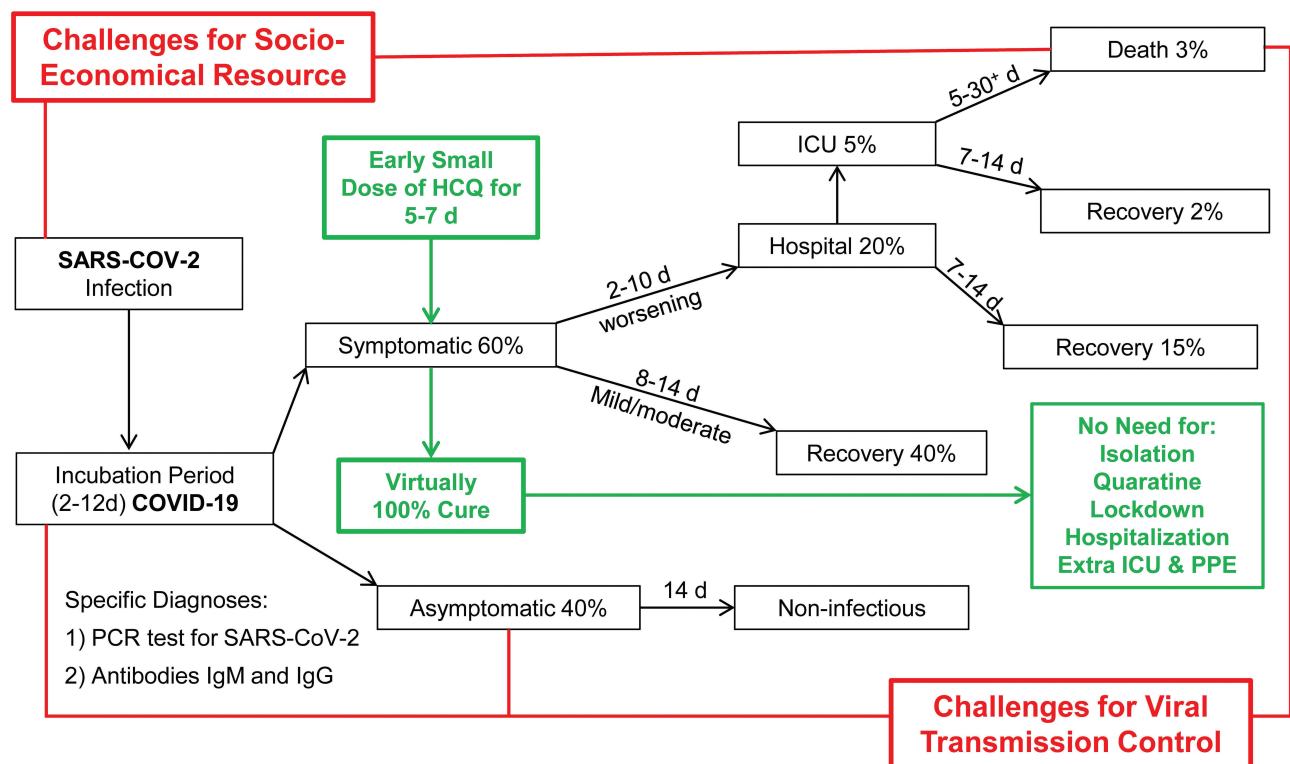 Challenges for Socio-
Economical Resource
Death 3%
5-30+ d
ICU 5%
7-14 d
Recovery 2%
Early Small
Dose of HCQ for
5-7 d
Hospital 20%
7-14 d
Recovery 15%
SARS-COV-2
Infection
2-10 d
worsening
Symptomatic 60%
8-14 d
Mild/moderate
Recovery 40%
Incubation Period
(2-12d) COVID-19
Virtually
100% Cure
No Need for:
Isolation
Quaratine
Lockdown
Hospitalization
Extra ICU & PPE
Asymptomatic 40%
14 d
Non-infectious
Specific Diagnoses:
1) PCR test for SARS-CoV-2
2) Antibodies IgM and IgG
Challenges for Viral
Transmission Control